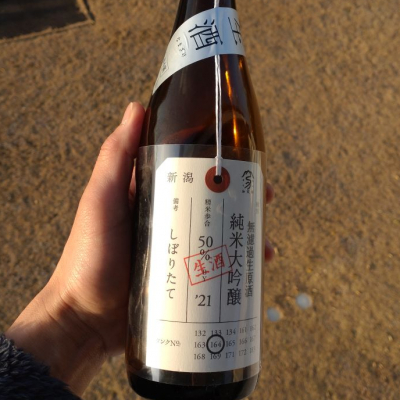 新潟
無濾過生原酒
純米大吟醸
精米歩合
50%
'21
生酒
備考
しぼりたて
132 133 134
タンクNo. 163 164 165
168 169 171 172